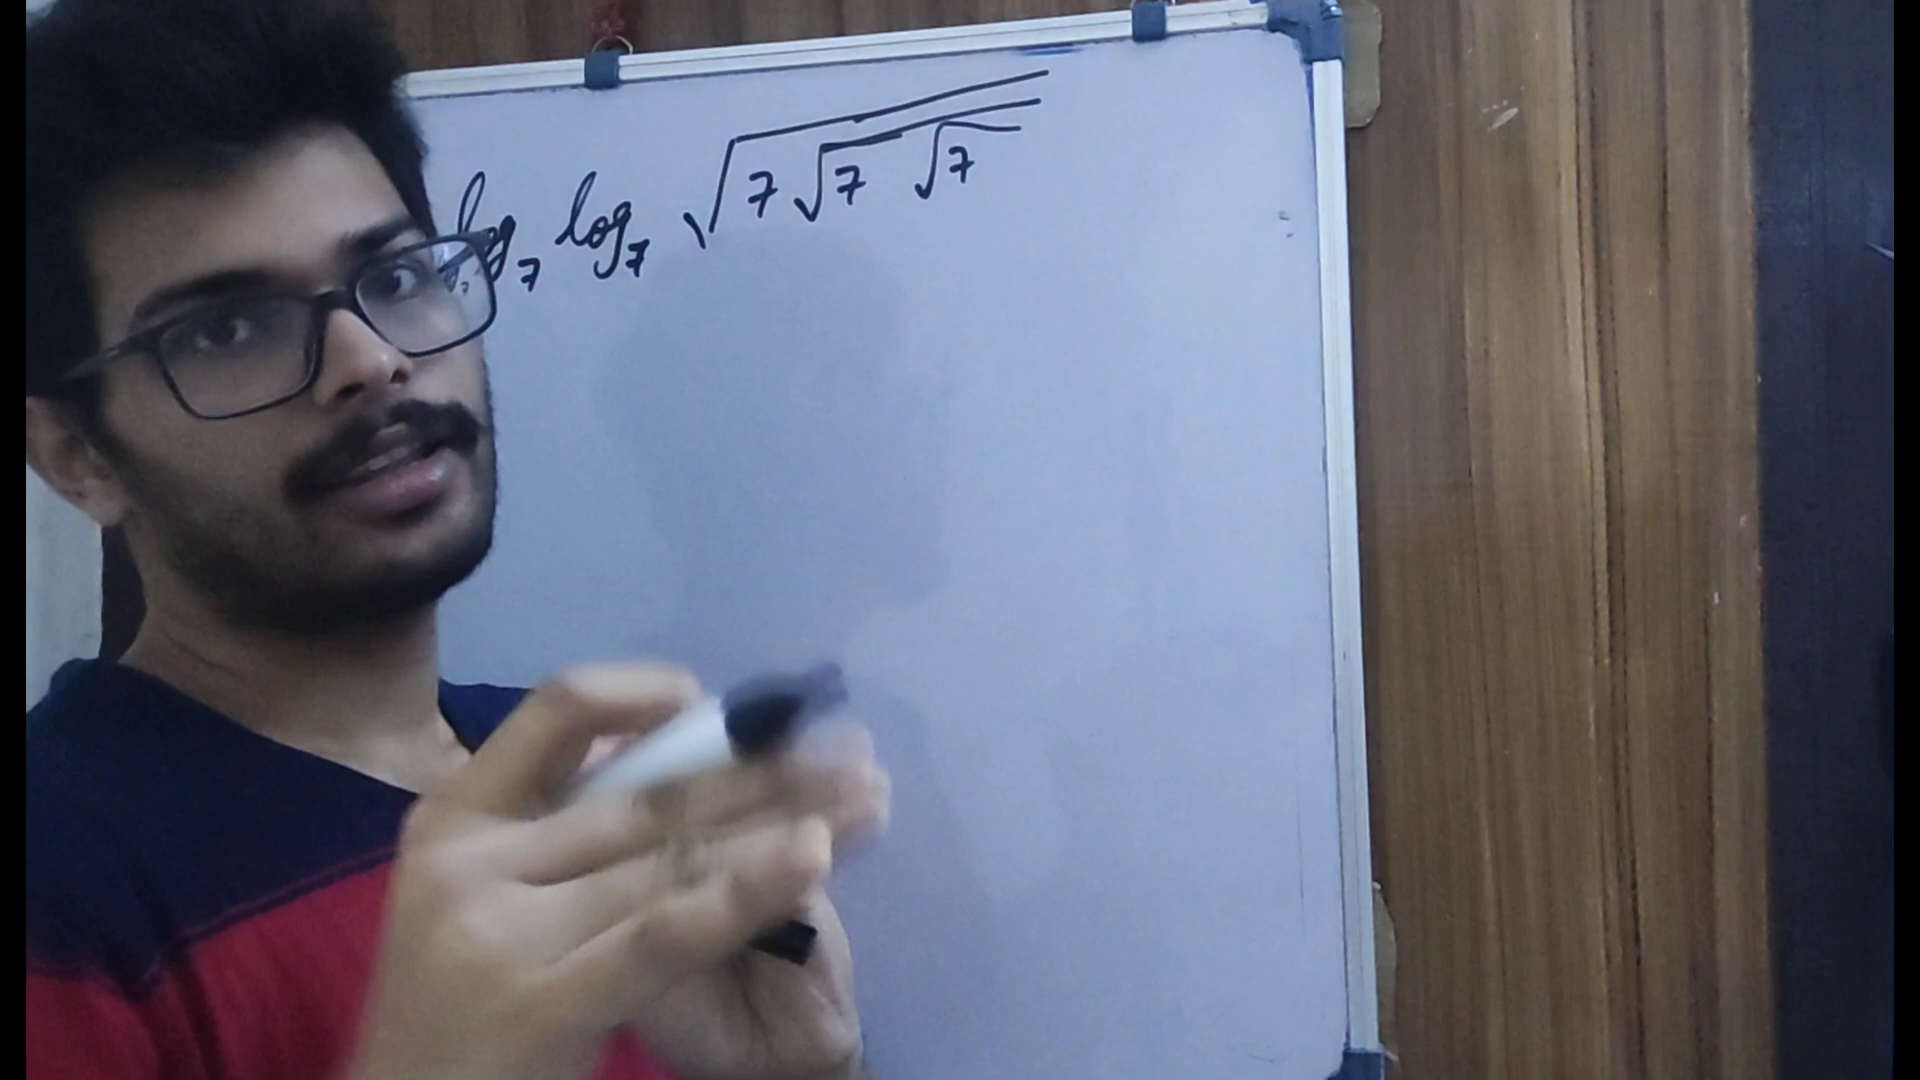 log₇ log₇ √(7√(7 √7))